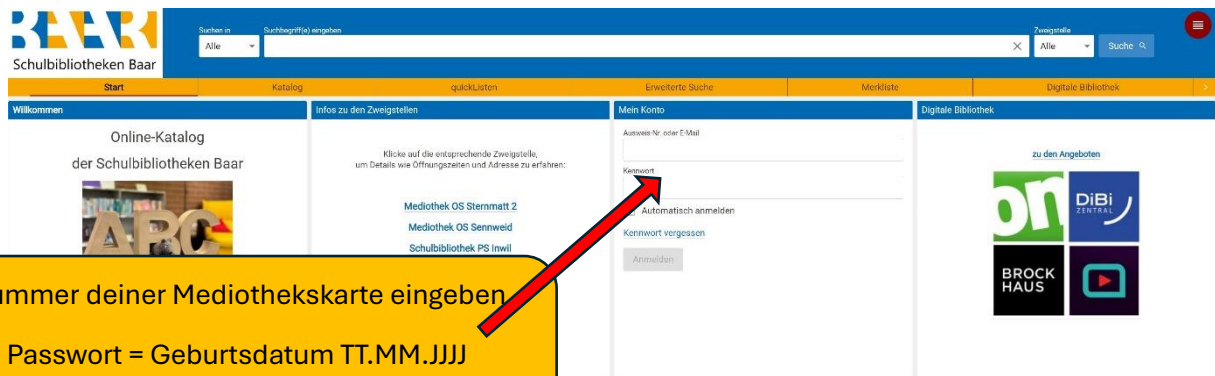 BAAR
Schulbibliotheken Baar
Suchen in
Alle
Suchbegriff(e) eingeben
Zweigstelle
Alle
Suche
Start
Katalog
quickListen
Erweiterte Suche
Merkliste
Digitale Bibliothek
Willkommen
Online-Katalog
der Schulbibliotheken Baar
ABC
Infos zu den Zweigstellen
Klicke auf die entsprechende Zweigstelle,
um Details wie Öffnungszeiten und Adresse zu erfahren:
Mediothek OS Sternmatt 2
Mediothek OS Sennweid
Schulbibliothek PS Inwil
Mein Konto
Ausweis-Nr. oder E-Mail
Kennwort
Automatisch anmelden
Kennwort vergessen
Anmelden
Digitale Bibliothek
zu den Angeboten
on
DiBi
ZENTRAL
BROCK
HAUS
deiner Mediothekskarte eingeben
Passwort = Geburtsdatum TT.MM.JJJJ